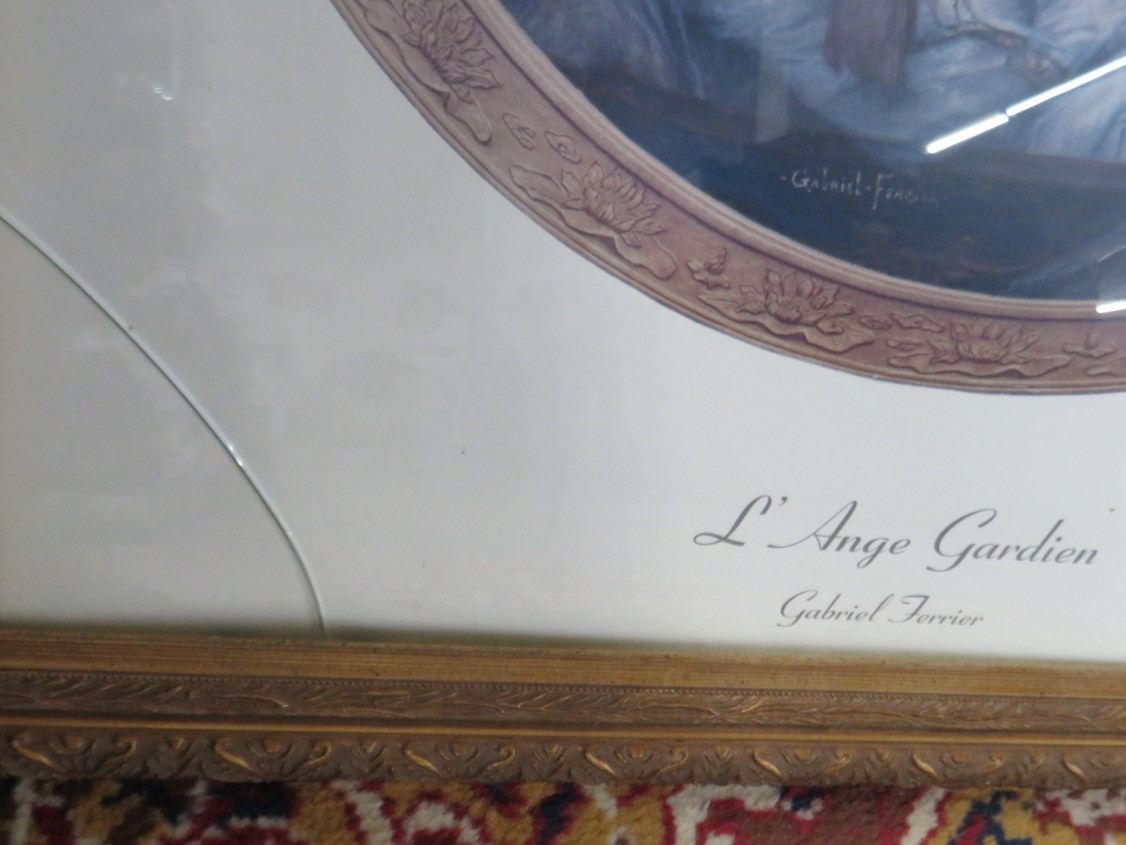 -Gabriel-Ferrier
L' Ange Gardien
Gabriel Ferrier